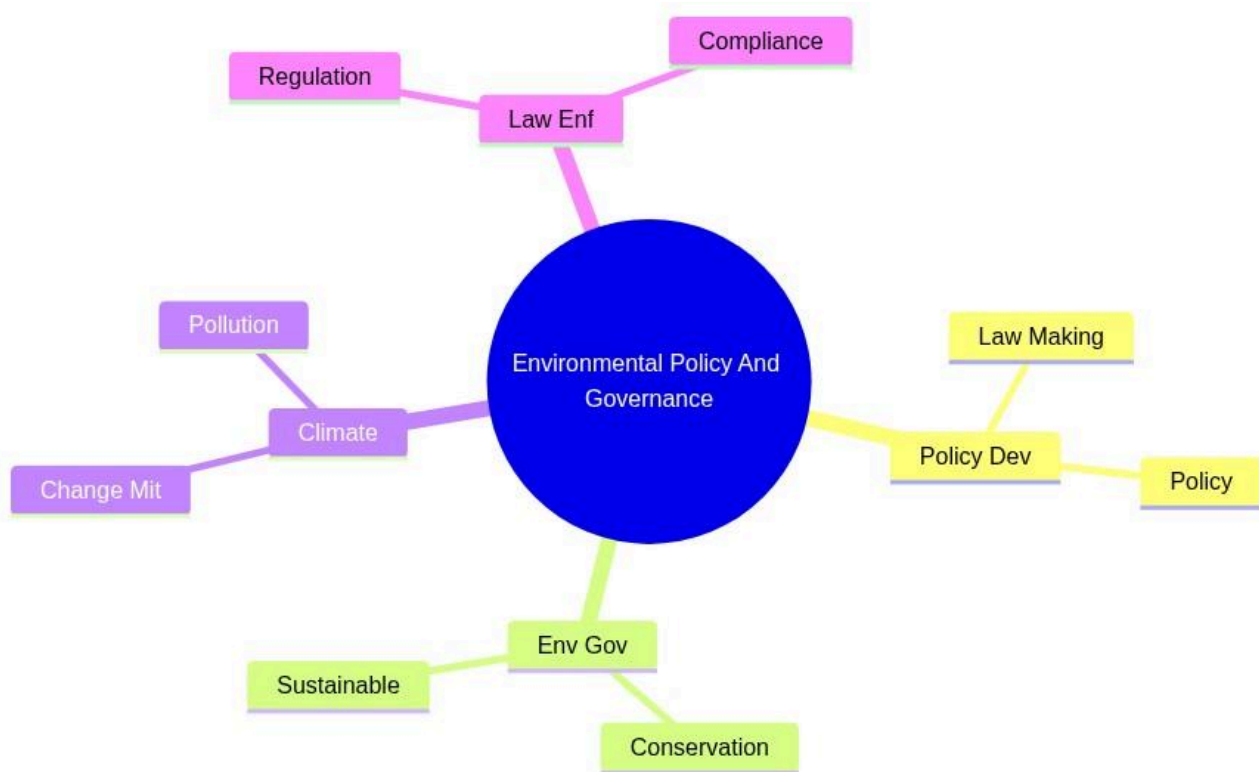 Compliance
Regulation
Law Enf
Pollution
Law Making
Environmental Policy And
Governance
Climate
Policy Dev
Change Mit
Policy
Env Gov
Sustainable
Conservation